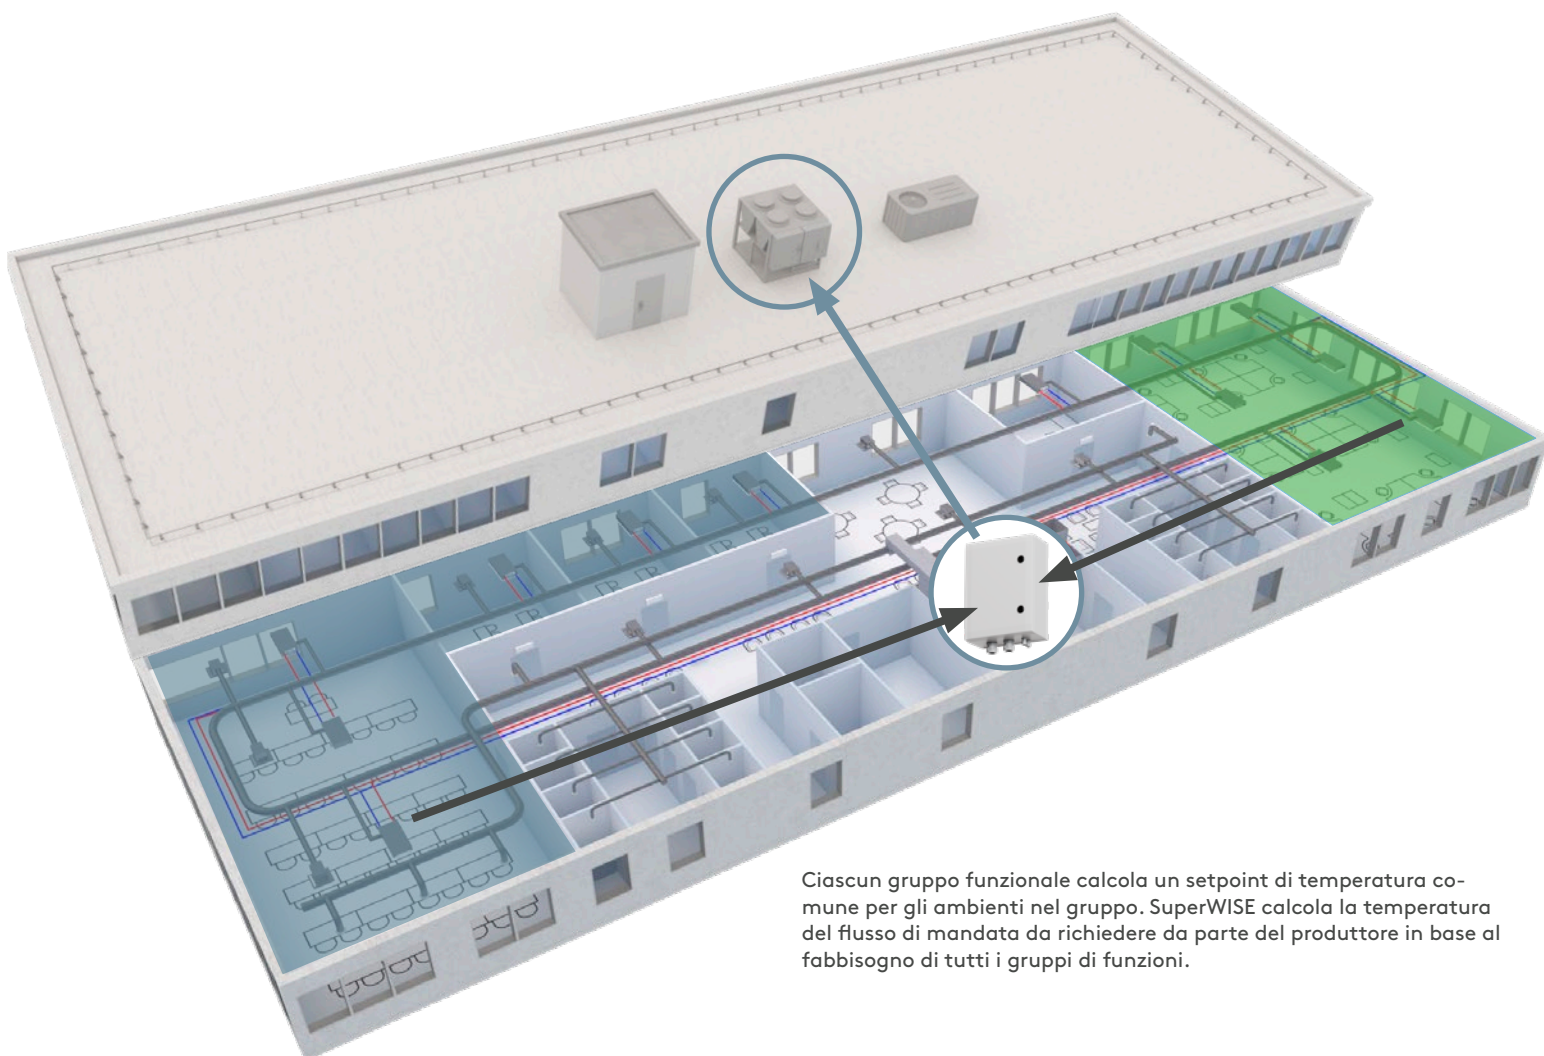 Ciascun gruppo funzionale calcola un setpoint di temperatura co-
mune per gli ambienti nel gruppo. SuperWISE calcola la temperatura
del flusso di mandata da richiedere da parte del produttore in base al
fabbisogno di tutti i gruppi di funzioni.